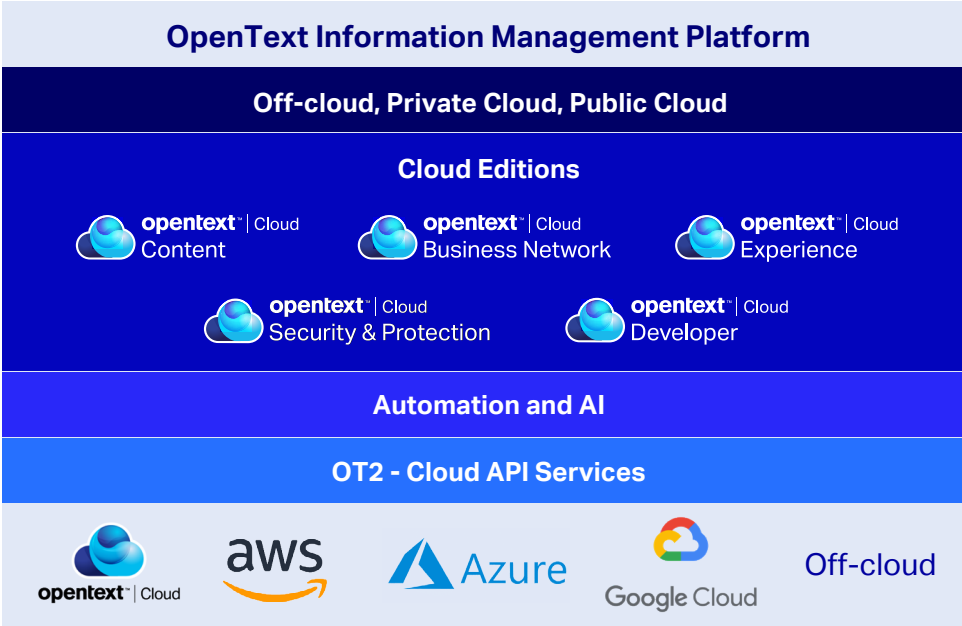 OpenText Information Management Platform
Off-cloud, Private Cloud, Public Cloud
Cloud Editions
opentext™ | Cloud
Content
opentext™ | Cloud
Business Network
opentext™ | Cloud
Experience
opentext™ | Cloud
Security & Protection
opentext™ | Cloud
Developer
Automation and AI
OT2 - Cloud API Services
opentext™ | Cloud
aws
Azure
Google Cloud
Off-cloud